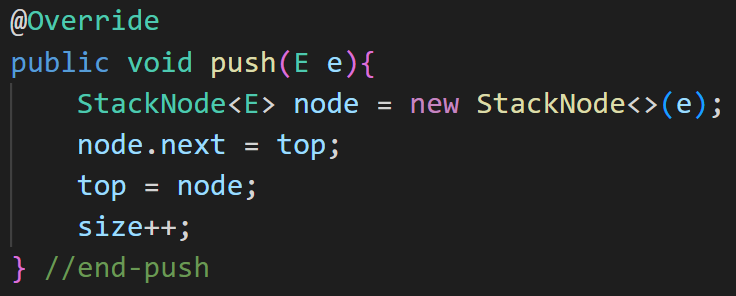 @Override
public void push(E e){
    StackNode<E> node = new StackNode<>(e);
    node.next = top;
    top = node;
    size++;
} //end-push